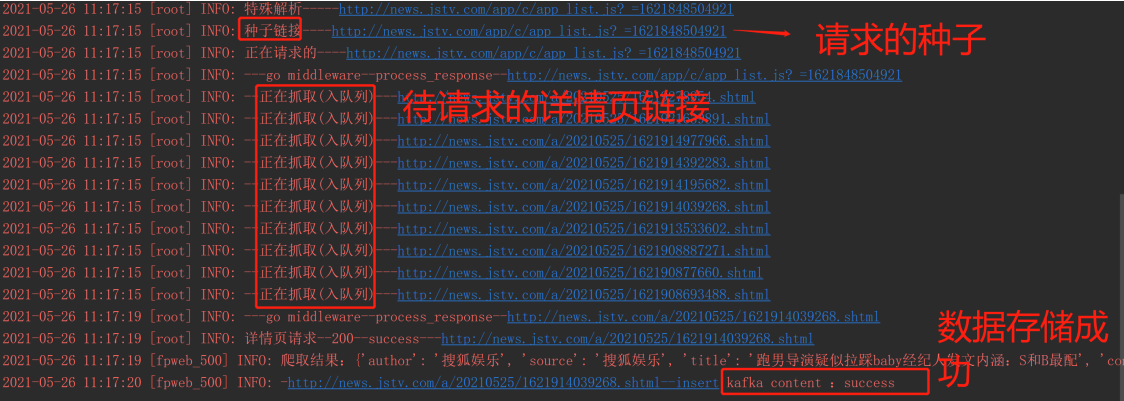 2021-05-26 11:17:15 [root] INFO: 特殊解析-----http://news.jstv.com/app/c/app_list.js?_=1621848504921
2021-05-26 11:17:15 [root] INFO: 种子链接----http://news.jstv.com/app/c/app_list.js?_=1621848504921
请求的种子
2021-05-26 11:17:15 [root] INFO: 正在请求的----http://news.jstv.com/app/c/app_list.js?_=1621848504921
2021-05-26 11:17:15 [root] INFO: ---go middleware--process_response--http://news.jstv.com/app/c/app_list.js?_=1621848504921
2021-05-26 11:17:15 [root] INFO: --正在抓取(入队列)---
待请求的详情页链接
2021-05-26 11:17:15 [root] INFO: --正在抓取(入队列)---
2021-05-26 11:17:15 [root] INFO: --正在抓取(入队列)---http://news.jstv.com/a/20210525/1621914977966.shtml
2021-05-26 11:17:15 [root] INFO: --正在抓取(入队列)---http://news.jstv.com/a/20210525/1621914392283.shtml
2021-05-26 11:17:15 [root] INFO: --正在抓取(入队列)---http://news.jstv.com/a/20210525/1621914195682.shtml
2021-05-26 11:17:15 [root] INFO: --正在抓取(入队列)---http://news.jstv.com/a/20210525/1621914039268.shtml
2021-05-26 11:17:15 [root] INFO: --正在抓取(入队列)---http://news.jstv.com/a/20210525/1621913533602.shtml
2021-05-26 11:17:15 [root] INFO: --正在抓取(入队列)---http://news.jstv.com/a/20210525/1621908887271.shtml
2021-05-26 11:17:15 [root] INFO: --正在抓取(入队列)---http://news.jstv.com/a/20210525/162190877660.shtml
2021-05-26 11:17:15 [root] INFO: --正在抓取(入队列)---http://news.jstv.com/a/20210525/1621908693488.shtml
2021-05-26 11:17:19 [root] INFO: ---go middleware--process_response--http://news.jstv.com/a/20210525/1621914039268.shtml
2021-05-26 11:17:19 [root] INFO: 详情页请求--200--success---http://news.jstv.com/a/20210525/1621914039268.shtml
数据存储成
功
2021-05-26 11:17:19 [fpweb_500] INFO: 爬取结果：{'author': '搜狐娱乐', 'source': '搜狐娱乐', 'title': '跑男导演疑似拉踩baby经纪人发文内涵：S和B最配', 'con
2021-05-26 11:17:20 [fpweb_500] INFO: -http://news.jstv.com/a/20210525/1621914039268.shtml--insert kafka content ：success